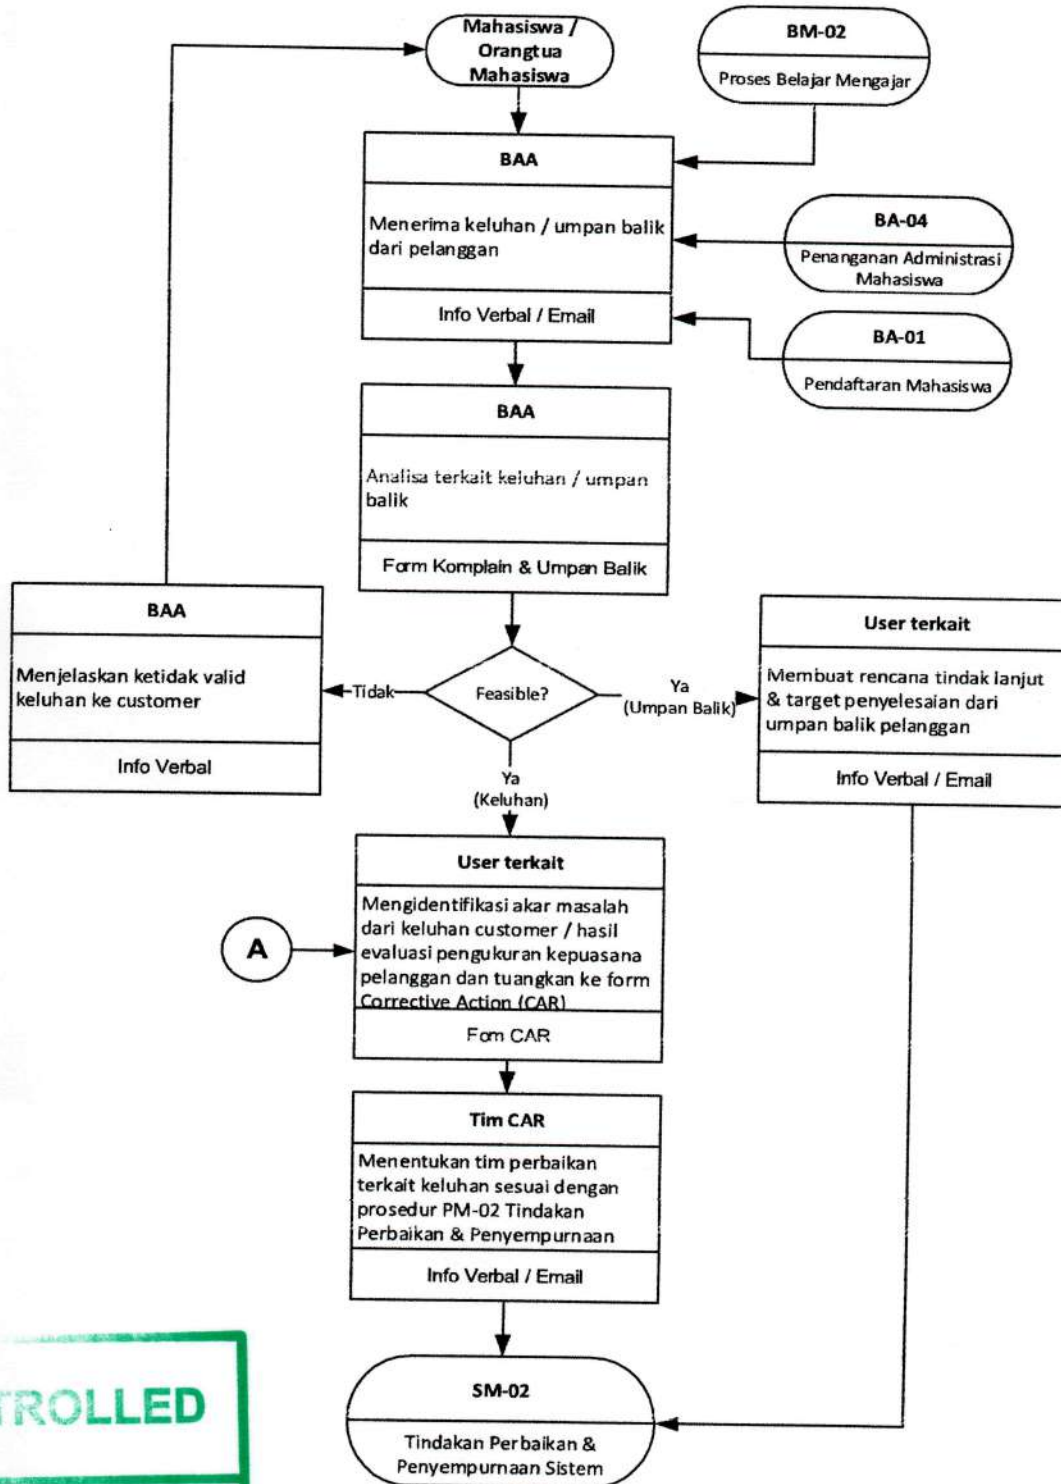 Mahasiswa /
Orangtua
Mahasiswa
BM-02
Proses Belajar Mengajar
BAA
Menerima keluhan / umpan balik
dari pelanggan
Info Verbal / Email
BA-04
Penanganan Administrasi
Mahasiswa
BA-01
Pendaftaran Mahasiswa
BAA
Analisa terkait keluhan / umpan
balik
Form Komplain & Umpan Balik
BAA
Menjelaskan ketidak valid
keluhan ke customer
Info Verbal
Tidak
Feasible?
Ya
(Umpan Balik)
User terkait
Membuat rencana tindak lanjut
& target penyelesaian dari
umpan balik pelanggan
Info Verbal / Email
Ya
(Keluhan)
A
User terkait
Mengidentifikasi akar masalah
dari keluhan customer / hasil
evaluasi pengukuran kepuasana
pelanggan dan tuangkan ke form
Corrective Action (CAR)
Fom CAR
Tim CAR
Menentukan tim perbaikan
terkait keluhan sesuai dengan
prosedur PM-02 Tindakan
Perbaikan & Penyempurnaan
Info Verbal / Email
SM-02
Tindakan Perbaikan &
Penyempurnaan Sistem
TROLLED